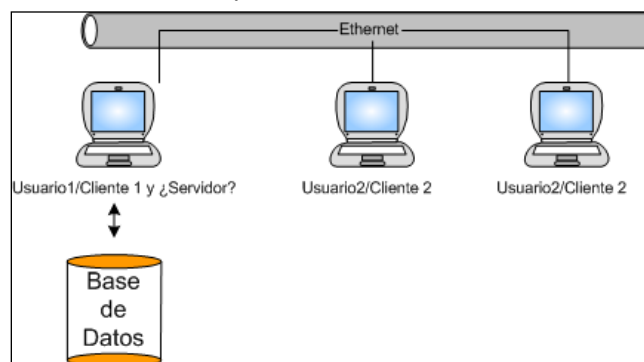 Ethernet
Usuario1/Cliente 1 y ¿Servidor?
Usuario2/Cliente 2
Usuario2/Cliente 2
Base
de
Datos